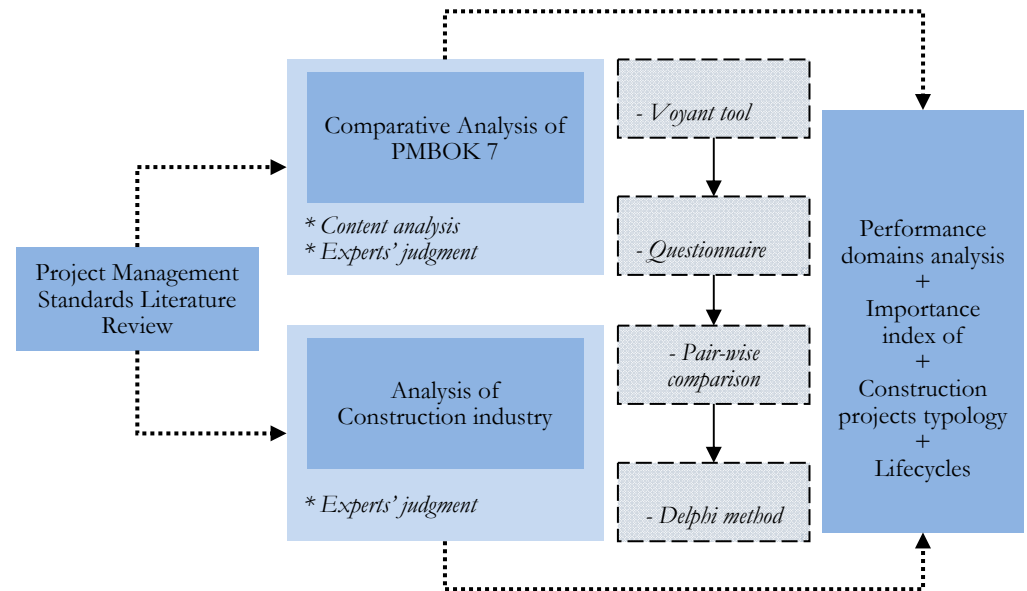 Project Management
Standards Literature
Review
Comparative Analysis of
PMBOK 7
* Content analysis
* Experts' judgment
Analysis of
Construction industry
* Experts' judgment
- Voyant tool
- Questionnaire
- Pair-wise
comparison
- Delphi method
Performance
domains analysis
+
Importance
index of
+
Construction
projects typology
+
Lifecycles